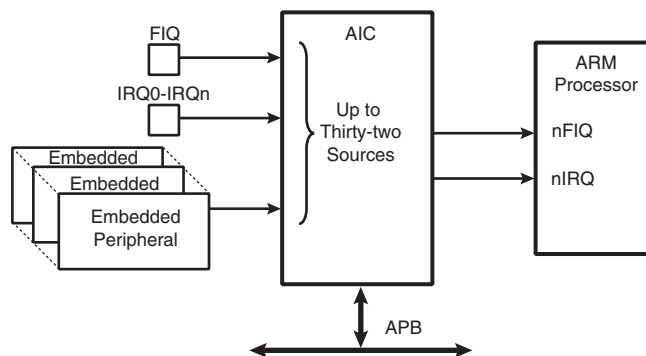 FIQ
AIC
ARM
Processor
IRQ0-IRQn
Up to
Thirty-two
Sources
nFIQ
nIRQ
Embedded
Embedded
Embedded
Peripheral
APB